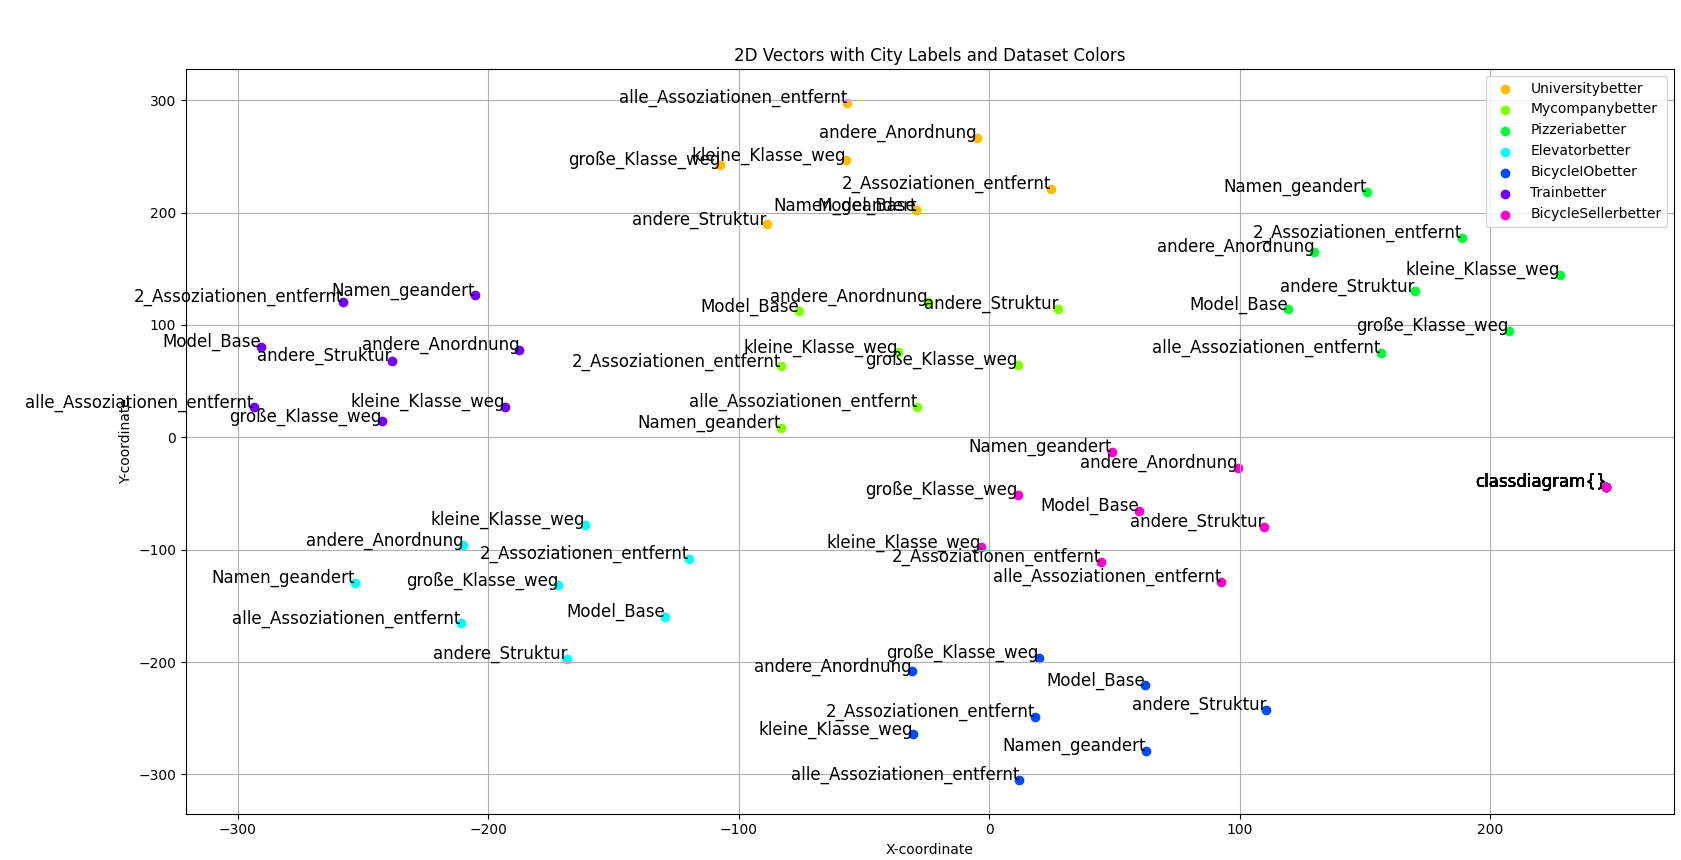 2D Vectors with City Labels and Dataset Colors
Universitybetter
Mycompanybetter
Pizzeriabetter
Elevatorbetter
BicycleIObetter
Trainbetter
BicycleSellerbetter
alle_Assoziationen_entfernt
andere_Anordnung
kleine_Klasse_weg
große_Klasse_weg
2_Assoziationen_entfernt
Namen_geandert
Model_Base
andere_Struktur
Namen_geandert
2_Assoziationen_entfernt
andere_Anordnung
kleine_Klasse_weg
andere_Struktur
Model_Base
große_Klasse_weg
alle_Assoziationen_entfernt
2_Assoziationen_entfernt
Namen_geandert
Model_Base
andere_Anordnung
andere_Struktur
alle_Assoziationen_entfernt
kleine_Klasse_weg
große_Klasse_weg
Model_Base
andere_Anordnung
andere_Struktur
kleine_Klasse_weg
2_Assoziationen_entfernt
große_Klasse_weg
alle_Assoziationen_entfernt
Namen_geandert
Namen_geandert
andere_Anordnung
classdiagram{}
große_Klasse_weg
Model_Base
andere_Struktur
kleine_Klasse_weg
2_Assoziationen_entfernt
alle_Assoziationen_entfernt
kleine_Klasse_weg
andere_Anordnung
2_Assoziationen_entfernt
Namen_geandert
große_Klasse_weg
alle_Assoziationen_entfernt
Model_Base
andere_Struktur
große_Klasse_weg
andere_Anordnung
Model_Base
andere_Struktur
2_Assoziationen_entfernt
kleine_Klasse_weg
Namen_geandert
alle_Assoziationen_entfernt
300
200
100
0
−100
−200
−300
Y-coordinate
−300 −200 −100 0 100 200
X-coordinate